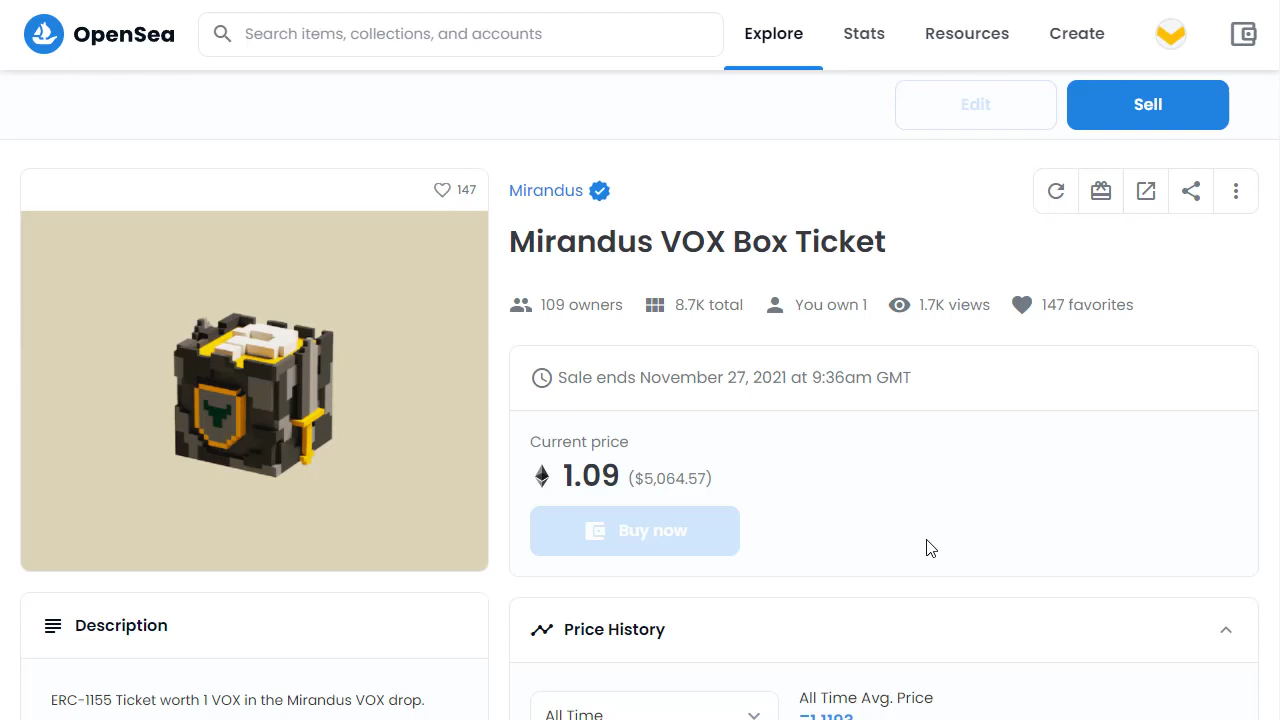 OpenSea
Search items, collections, and accounts
Explore
Stats
Resources
Create
Edit
Sell
147
Mirandus
Mirandus VOX Box Ticket
109 owners
8.7K total
You own 1
1.7K views
147 favorites
Sale ends November 27, 2021 at 9:36am GMT
Current price
1.09 ($5,064.57)
Buy now
Description
ERC-1155 Ticket worth 1 VOX in the Mirandus VOX drop.
Price History
All Time
All Time Avg. Price